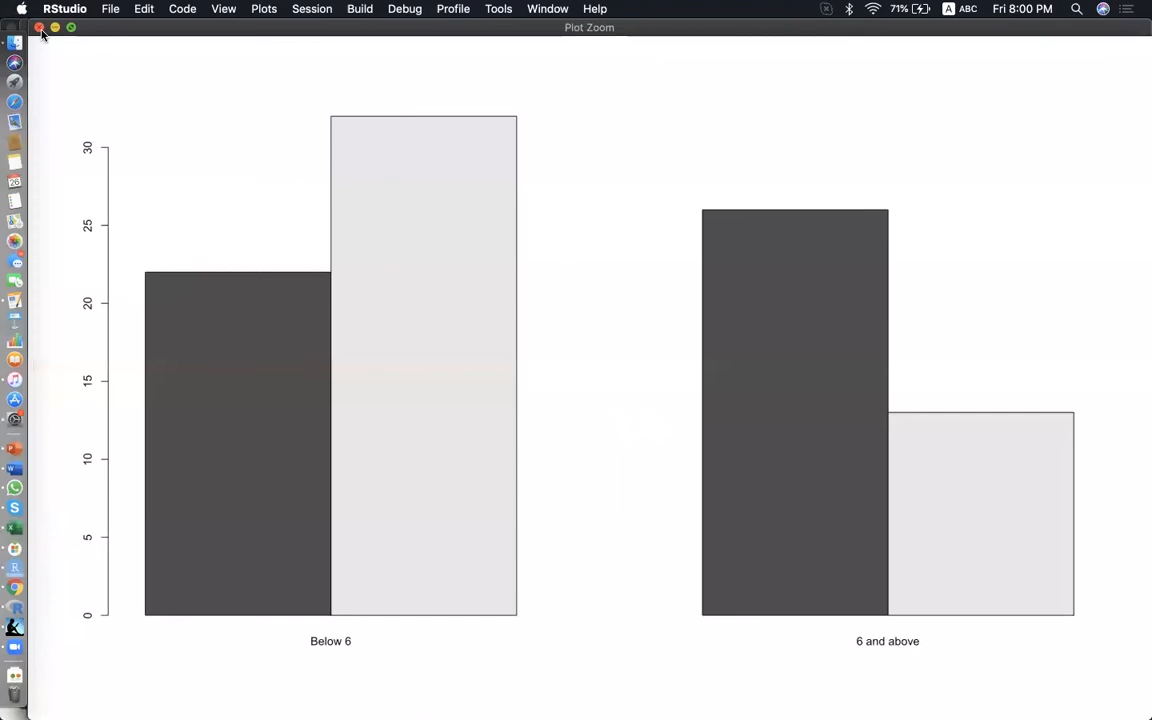 RStudio File Edit Code View Plots Session Build Debug Profile Tools Window Help 71% A ABC Fri 8:00 PM
Plot Zoom
30
25
20
15
10
5
0
Below 6 6 and above